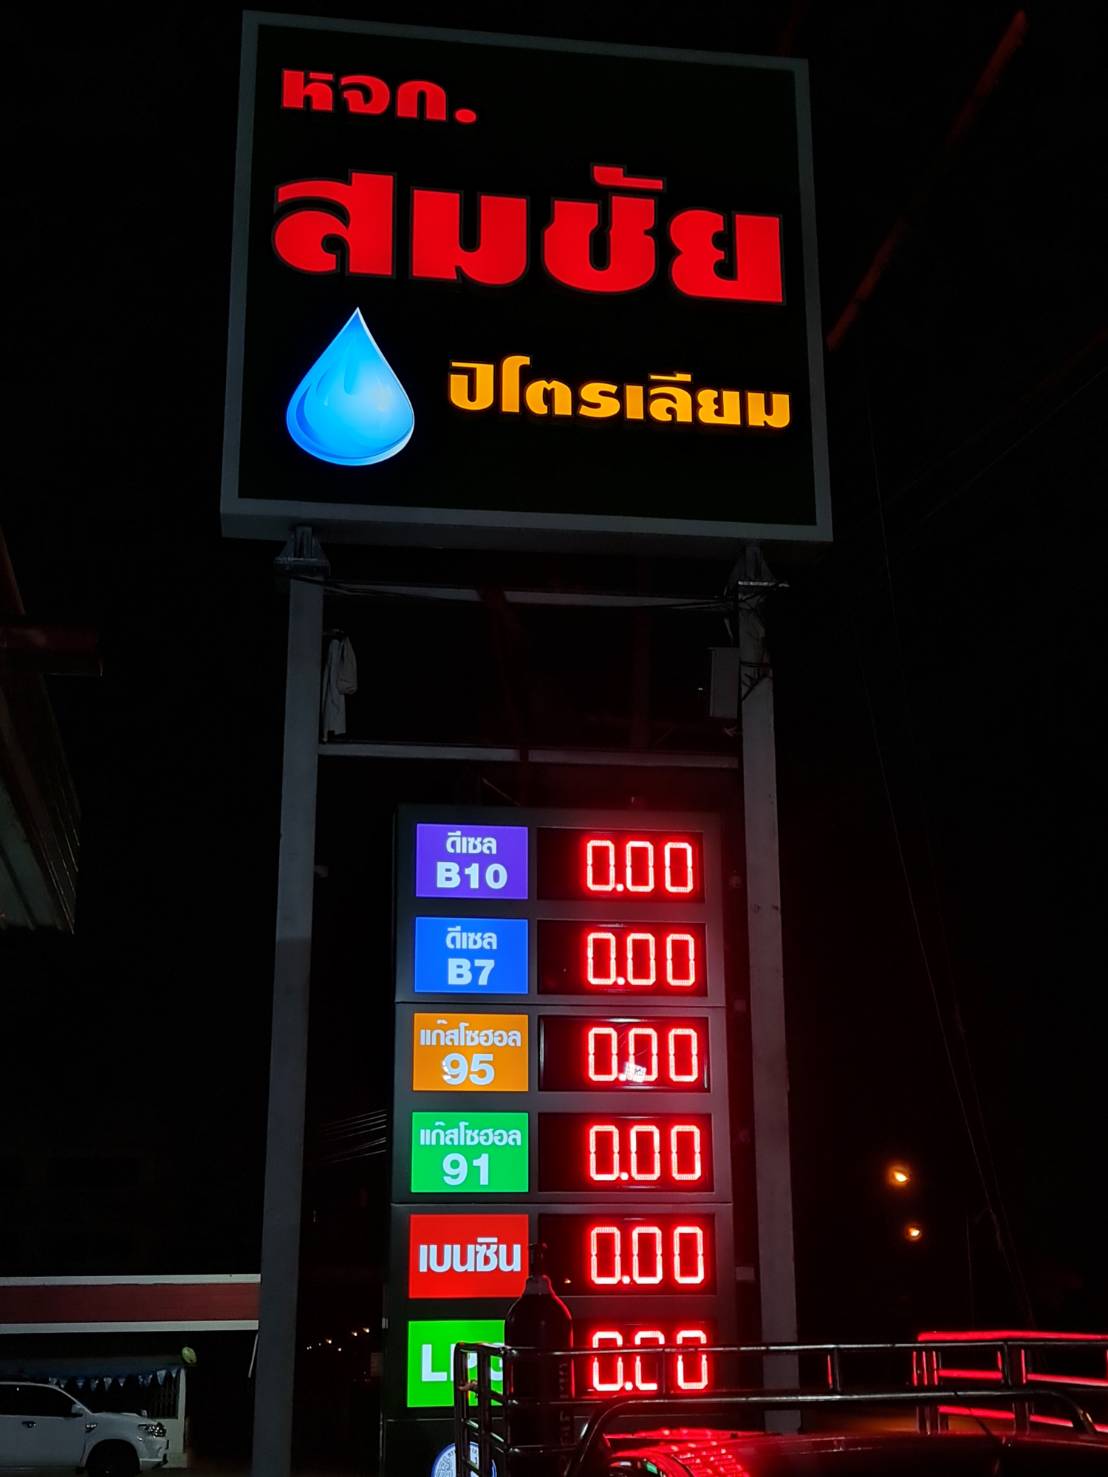 หจก.
สมชัย
ปิโตรเลียม
ดีเซล
B10
0.00
ดีเซล
B7
0.00
แก๊สโซฮอล
95
0.00
แก๊สโซฮอล
91
0.00
เบนซิน
0.00
LPG
0.00